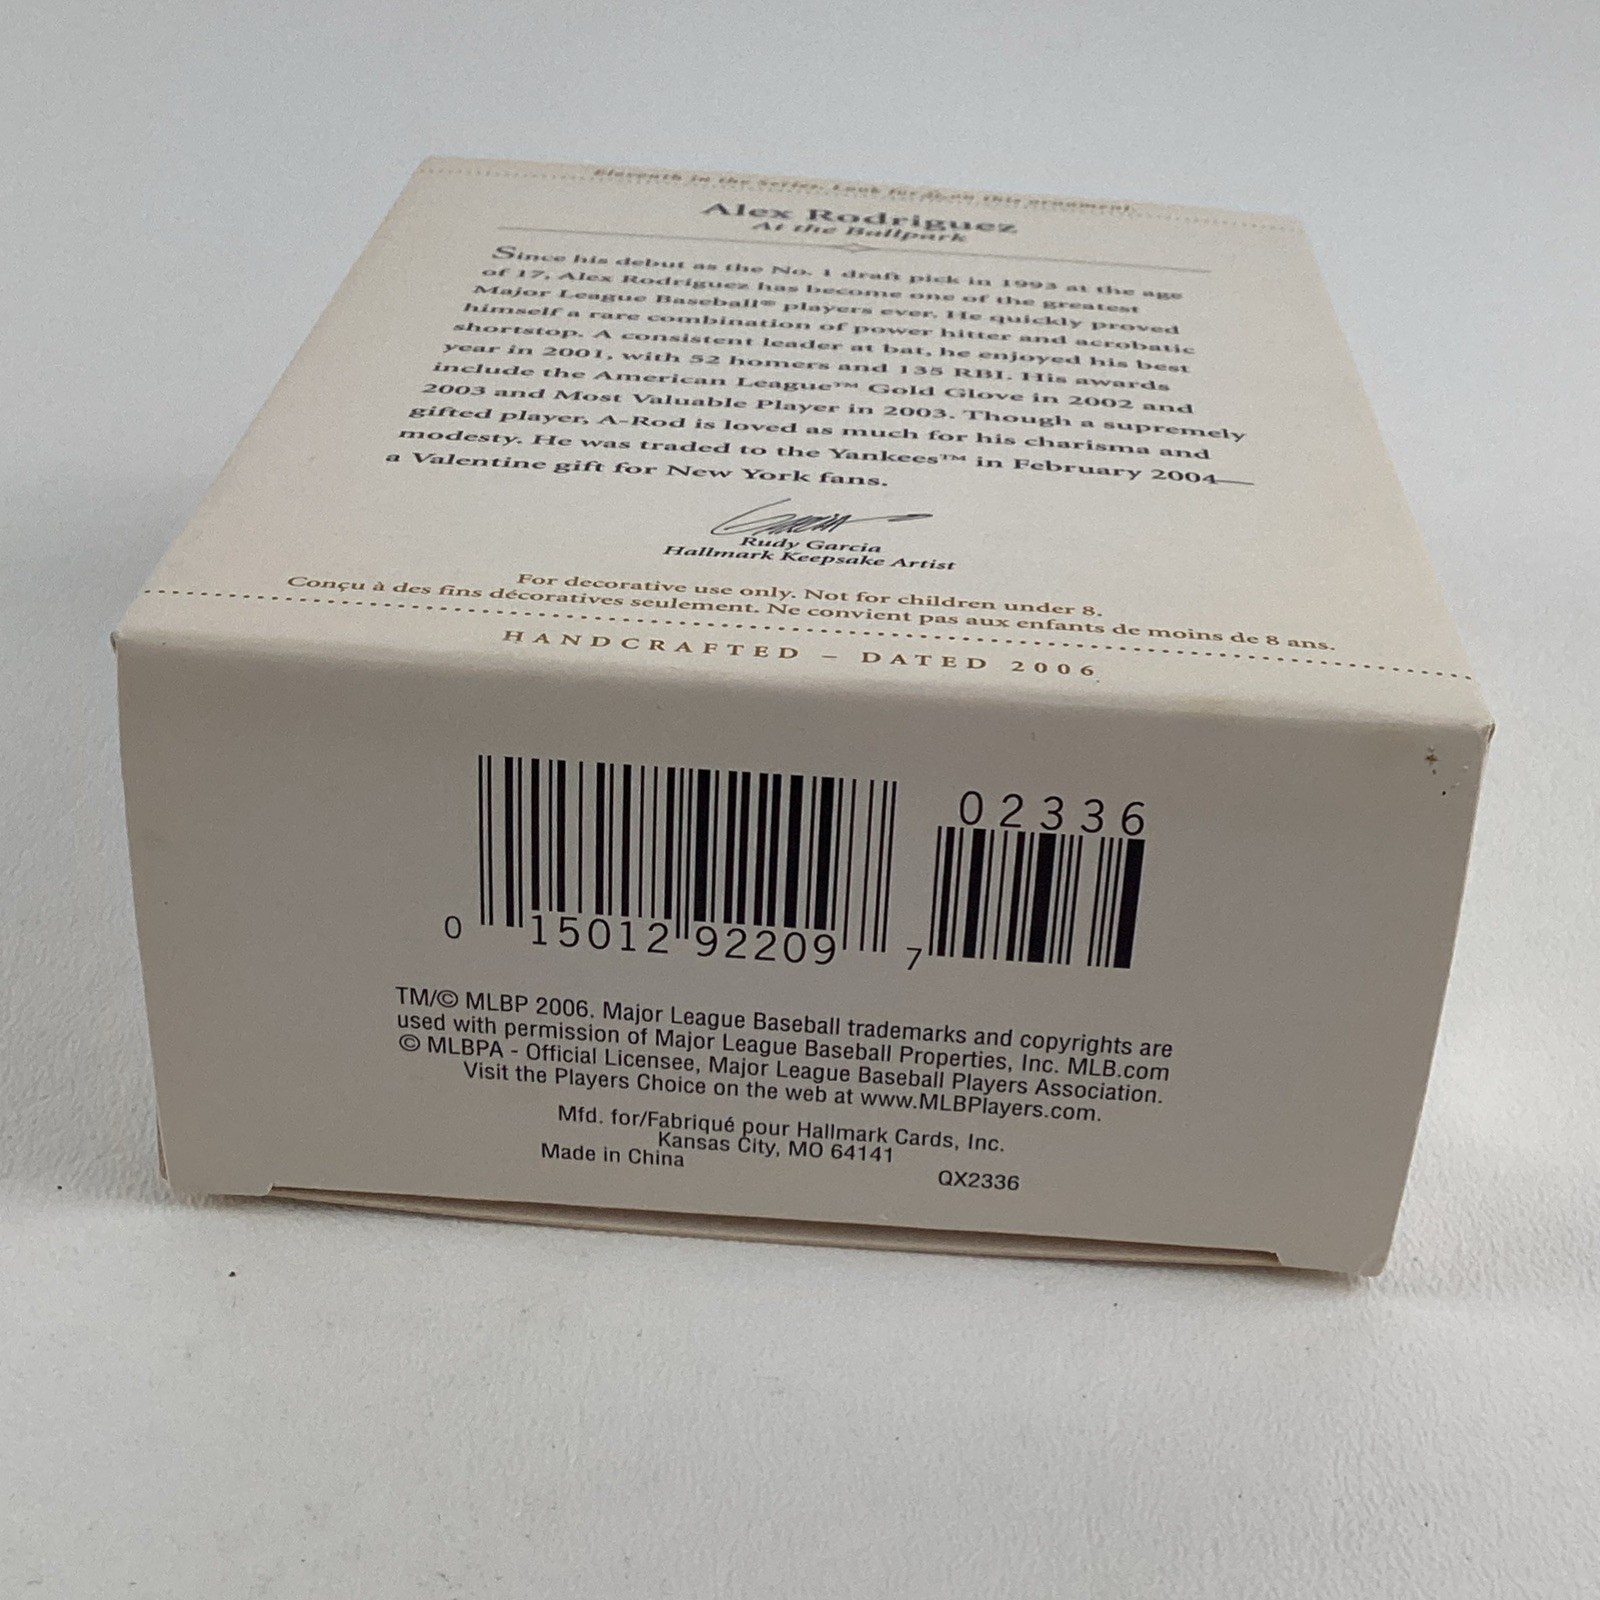 Eleventh in the series. Look for on this ornament.
Alex Rodriguez
At the Ballpark
Since his debut as the No. 1 draft pick in 1993 at the age
of 17, Alex Rodriguez has become one of the greatest
Major League Baseball® players ever. He quickly proved
himself a rare combination of power hitter and acrobatic
shortstop. A consistent leader at bat, he enjoyed his best
year in 2001, with 52 homers and 135 RBI. His awards
include the American League™ Gold Glove in 2002 and
2003 and Most Valuable Player in 2003. Though a supremely
gifted player, A-Rod is loved as much for his charisma and
modesty. He was traded to the Yankees™ in February 2004—
a Valentine gift for New York fans.
GARCIA
Rudy Garcia
Hallmark Keepsake Artist
For decorative use only. Not for children under 8.
Conçu à des fins décoratives seulement. Ne convient pas aux enfants de moins de 8 ans.
HANDCRAFTED – DATED 2006
02336
0 15012 92209 7
TM/© MLBP 2006. Major League Baseball trademarks and copyrights are
used with permission of Major League Baseball Properties, Inc. MLB.com
© MLBPA - Official Licensee, Major League Baseball Players Association.
Visit the Players Choice on the web at www.MLBPlayers.com.
Mfd. for/Fabriqué pour Hallmark Cards, Inc.
Kansas City, MO 64141
Made in China
QX2336